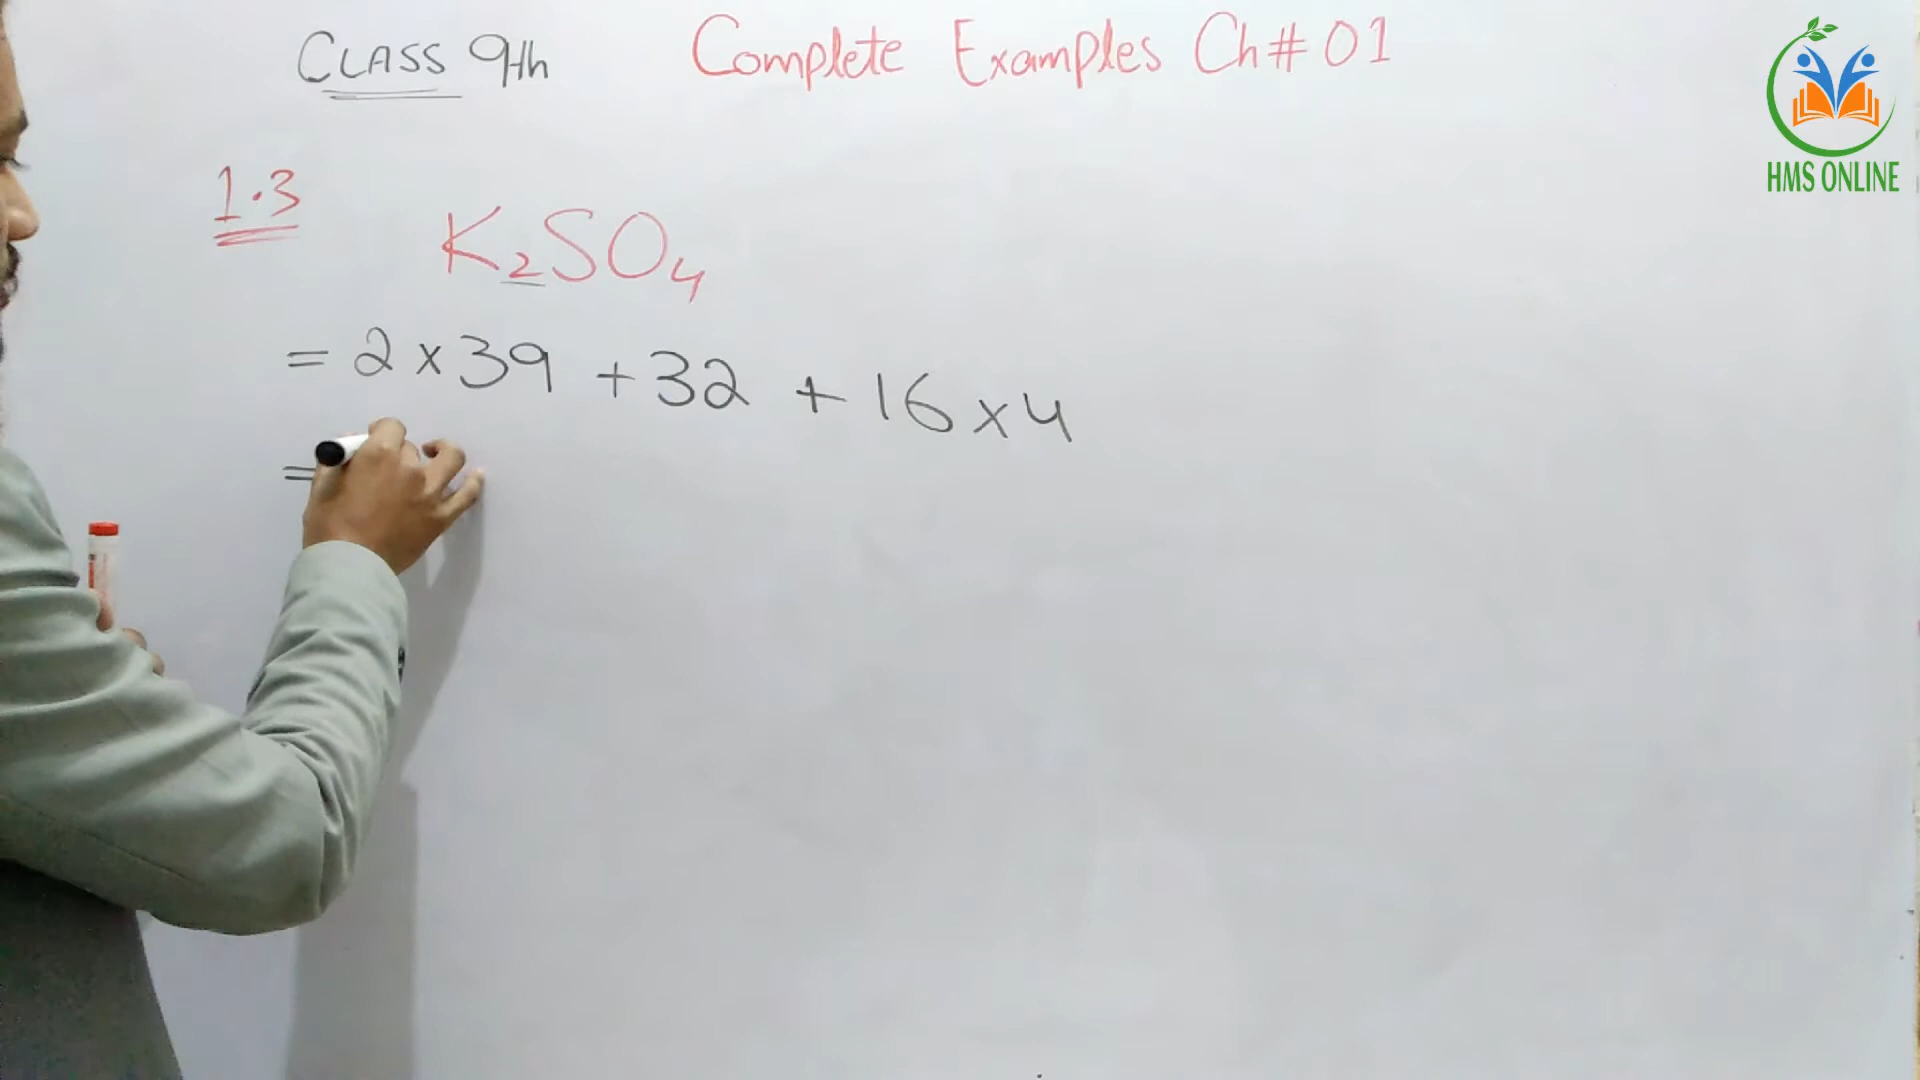 CLASS 9th Complete Examples Ch# 01
HMS ONLINE
1.3 K₂SO₄
= 2 × 39 + 32 + 16 × 4
=